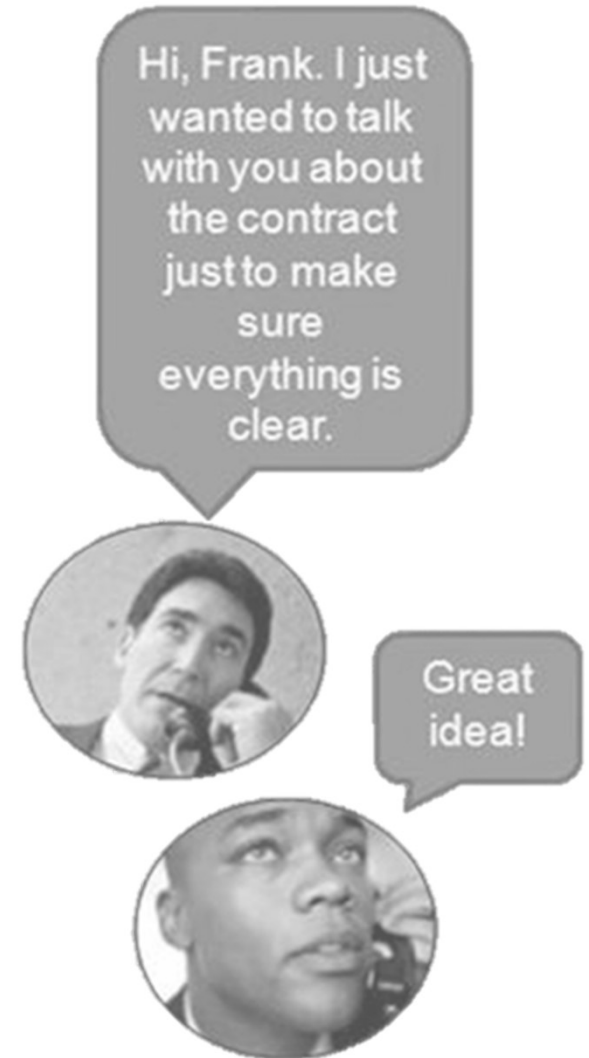 Hi, Frank. I just
wanted to talk
with you about
the contract
just to make
sure
everything is
clear.
Great
idea!